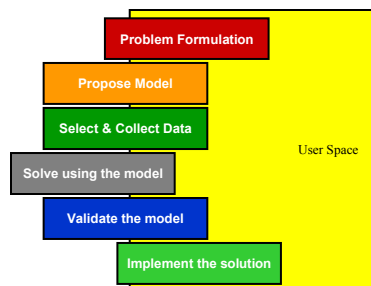 Problem Formulation
Propose Model
Select & Collect Data
User Space
Solve using the model
Validate the model
Implement the solution